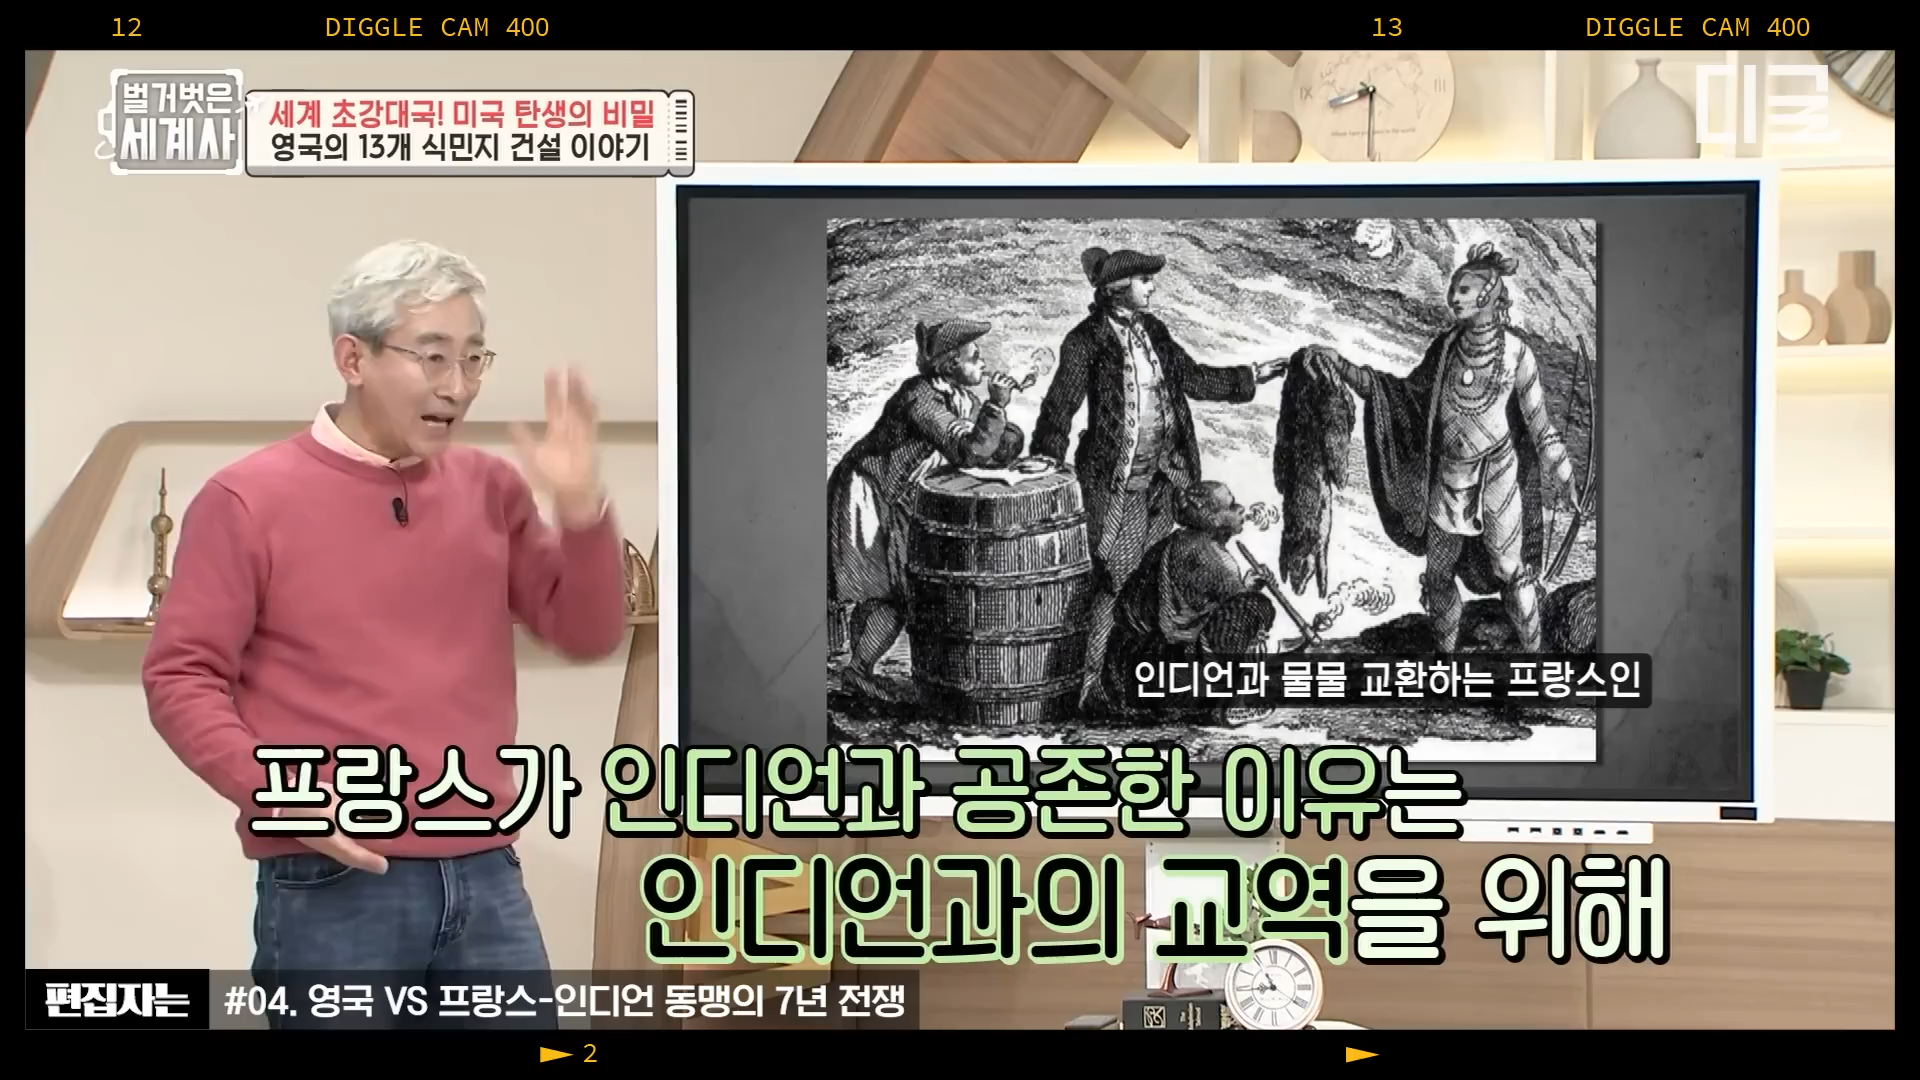 12 DIGGLE CAM 400 13 DIGGLE CAM 400
벌거벗은
세계사
세계 초강대국! 미국 탄생의 비밀
영국의 13개 식민지 건설 이야기
디글
인디언과 물물 교환하는 프랑스인
프랑스가 인디언과 공존한 이유는
인디언과의 교역을 위해
편집자는 #04. 영국 VS 프랑스-인디언 동맹의 7년 전쟁
2